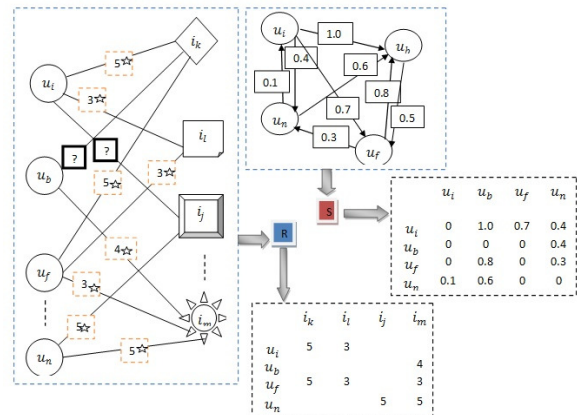 i_k
5☆
u_i
3☆
i_l
? ?
3☆
u_b
5☆
i_j
4☆
u_f
3☆
i_m
5☆
u_n
5☆
u_i
1.0
u_h
0.4
0.6
0.1
0.8
0.7
0.5
u_n
0.3
u_f
S
R
u_i u_b u_f u_n
u_i 0 1.0 0.7 0.4
u_b 0 0 0 0.4
u_f 0 0.8 0 0.3
u_n 0.1 0.6 0 0
i_k i_l i_j i_m
u_i 5 3
u_b 4
u_f 5 3 3
u_n 5 5